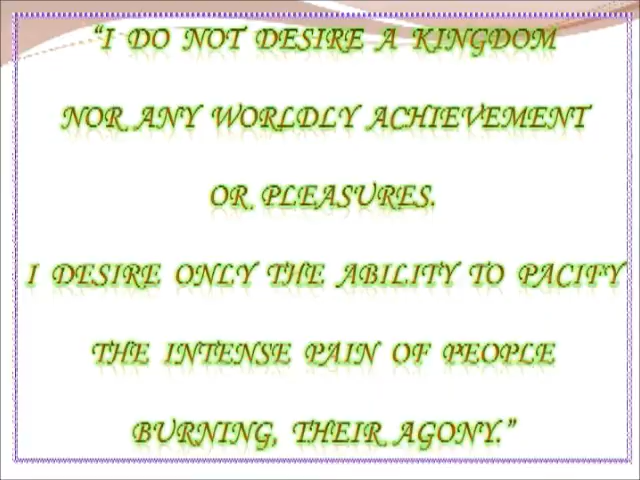 “I DO NOT DESIRE A KINGDOM
NOR ANY WORLDLY ACHIEVEMENT
OR PLEASURES.
I DESIRE ONLY THE ABILITY TO PACIFY
THE INTENSE PAIN OF PEOPLE
BURNING, THEIR AGONY.”